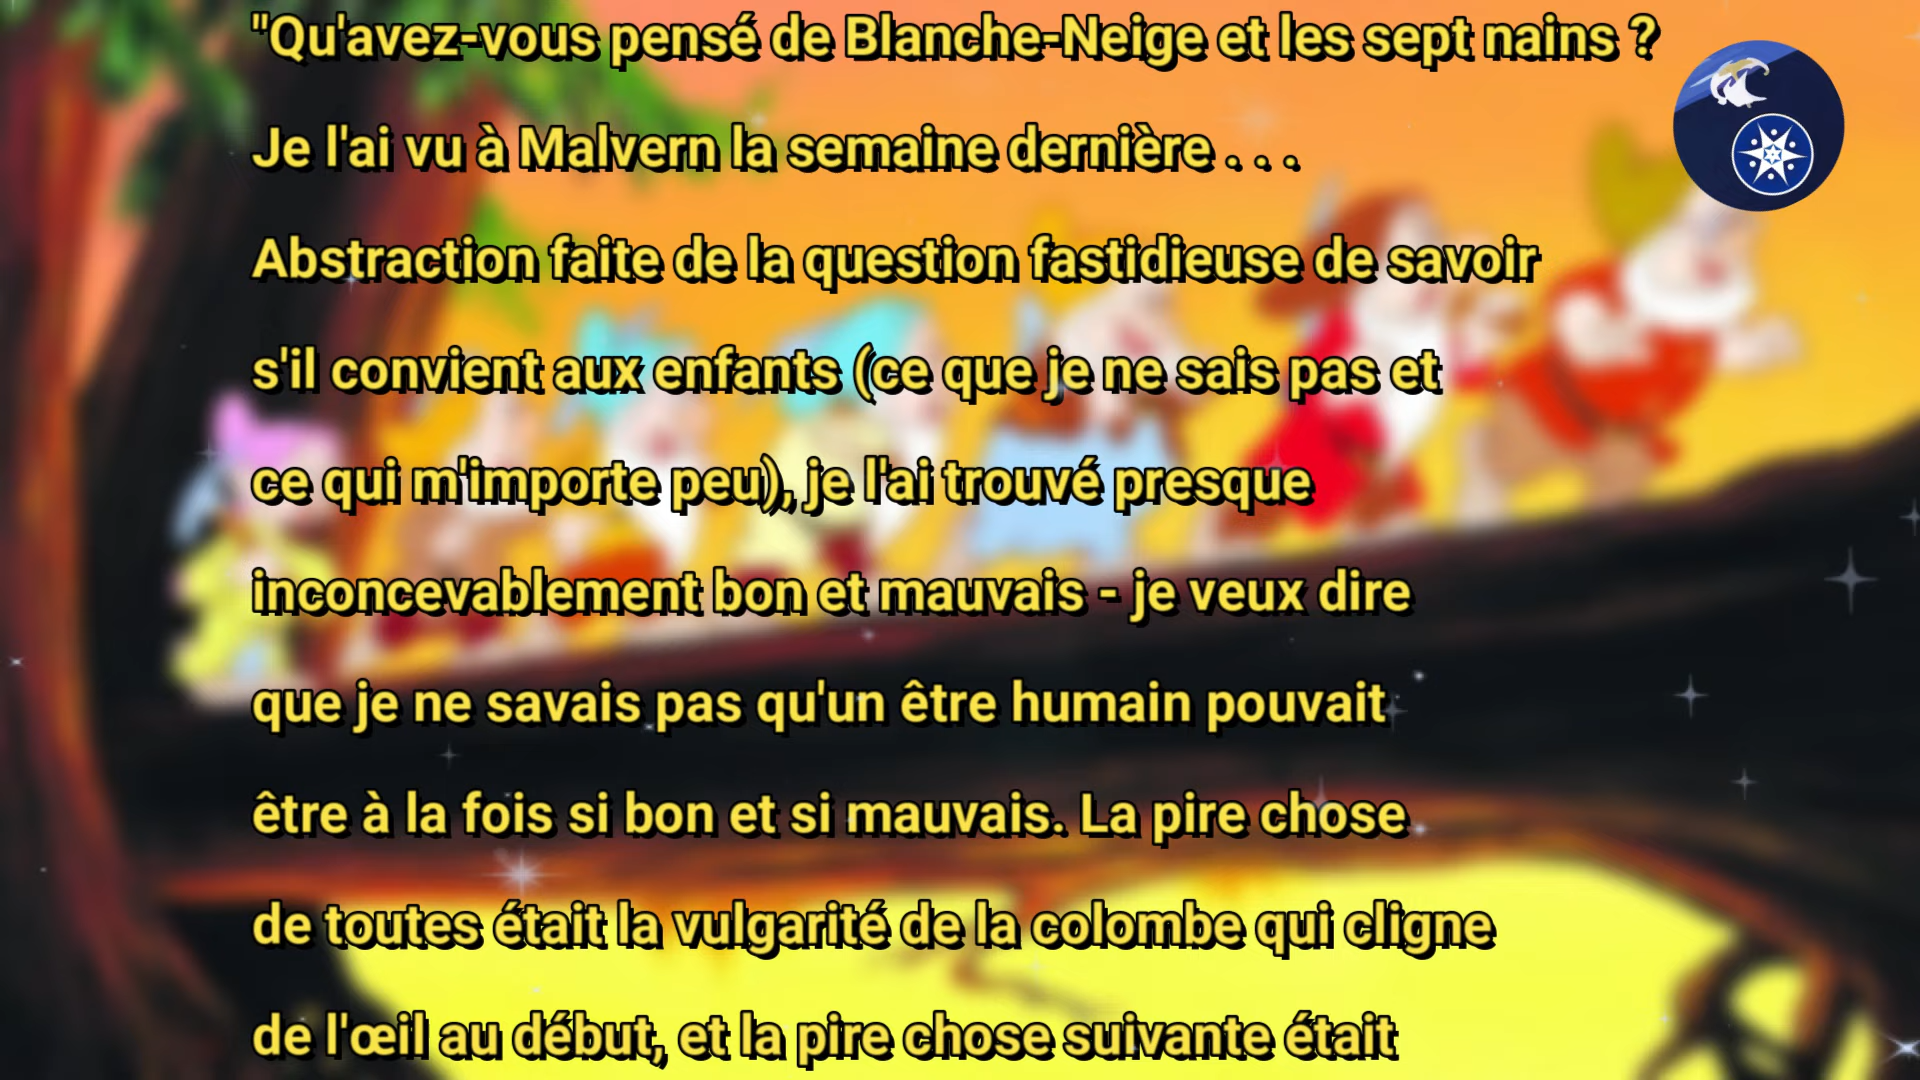 "Qu'avez-vous pensé de Blanche-Neige et les sept nains ?
Je l'ai vu à Malvern la semaine dernière . . .
Abstraction faite de la question fastidieuse de savoir
s'il convient aux enfants (ce que je ne sais pas et
ce qui m'importe peu), je l'ai trouvé presque
inconcevablement bon et mauvais - je veux dire
que je ne savais pas qu'un être humain pouvait
être à la fois si bon et si mauvais. La pire chose
de toutes était la vulgarité de la colombe qui cligne
de l'œil au début, et la pire chose suivante était